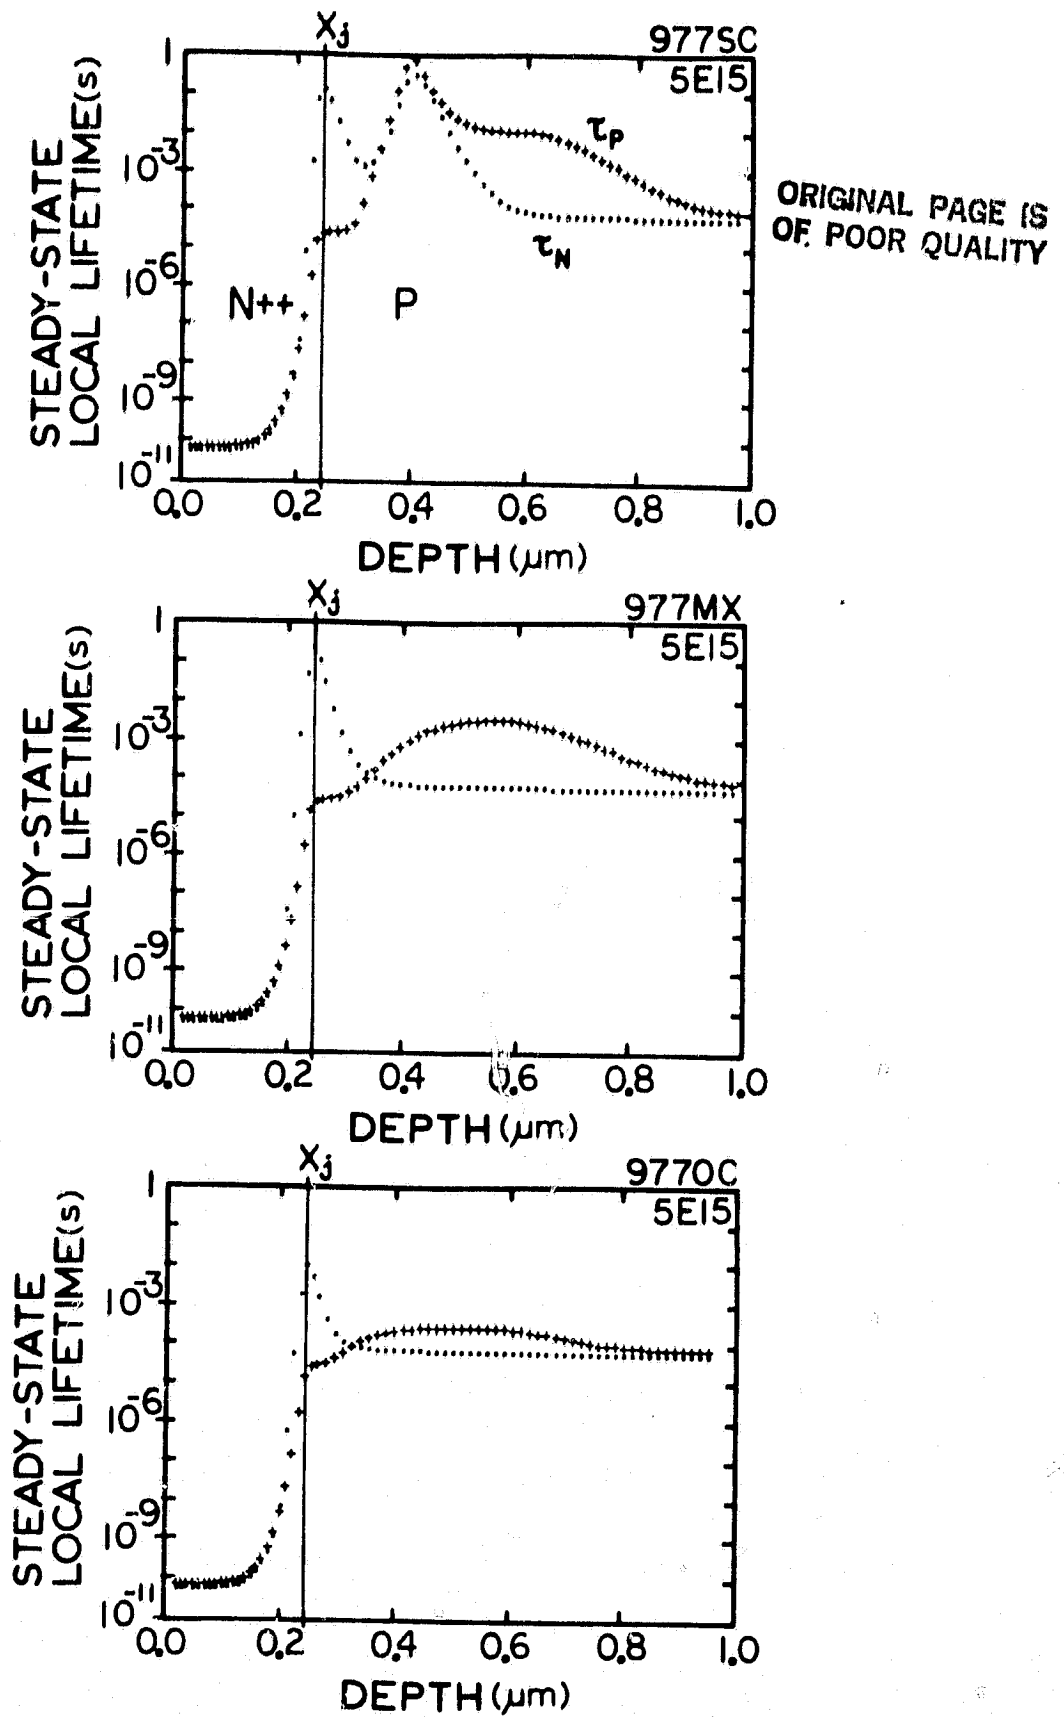 Xj
977SC
5E15
STEADY-STATE
LOCAL LIFETIME(s)
1
10-3
10-6
10-9
10-11
τP
τN
N++
P
0.0 0.2 0.4 0.6 0.8 1.0
DEPTH (μm)
ORIGINAL PAGE IS
OF POOR QUALITY
Xj
977MX
5E15
STEADY-STATE
LOCAL LIFETIME(s)
1
10-3
10-6
10-9
10-11
0.0 0.2 0.4 0.6 0.8 1.0
DEPTH (μm)
Xj
977OC
5E15
STEADY-STATE
LOCAL LIFETIME(s)
1
10-3
10-6
10-9
10-11
0.0 0.2 0.4 0.6 0.8 1.0
DEPTH (μm)